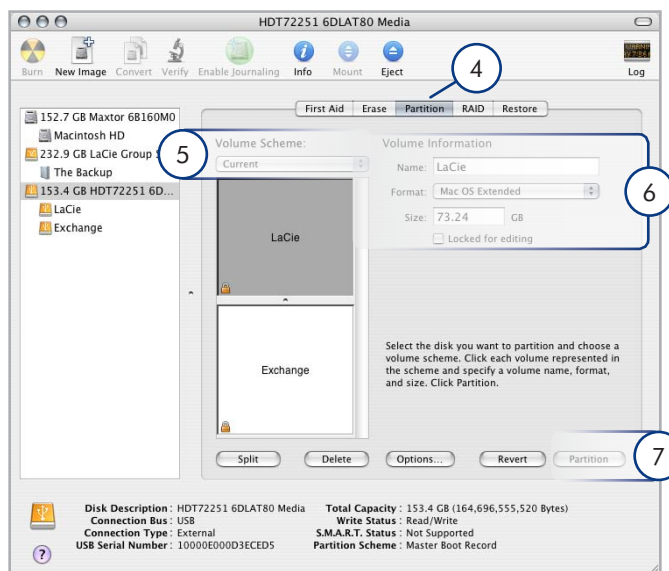 HDT72251 6DLAT80 Media
Burn New Image Convert Verify Enable Journaling Info Mount Eject Log
4
First Aid Erase Partition RAID Restore
152.7 GB Maxtor 6B160M0
Macintosh HD
232.9 GB LaCie Group
The Backup
153.4 GB HDT72251 6D...
LaCie
Exchange
5
Volume Scheme:
Current
LaCie
Exchange
Volume Information
Name: LaCie
Format: Mac OS Extended
Size: 73.24 GB
Locked for editing
6
Select the disk you want to partition and choose a
volume scheme. Click each volume represented in
the scheme and specify a volume name, format,
and size. Click Partition.
Split Delete Options... Revert Partition
7
Disk Description : HDT72251 6DLAT80 Media
Connection Bus : USB
Connection Type : External
USB Serial Number : 10000E000D3ECED5
Total Capacity : 153.4 GB (164,696,555,520 Bytes)
Write Status : Read/Write
S.M.A.R.T. Status : Not Supported
Partition Scheme : Master Boot Record
?